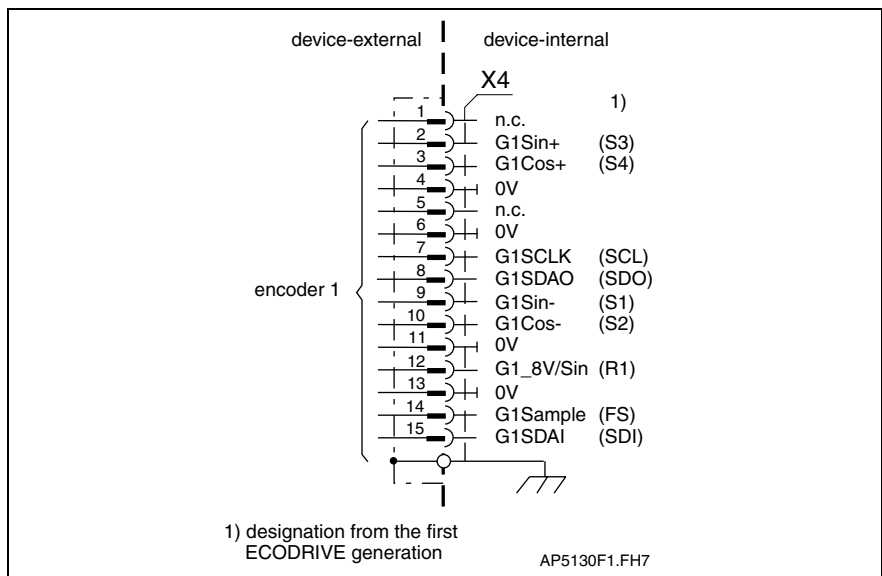 device-external device-internal
X4
1)
1 n.c.
2 G1Sin+ (S3)
3 G1Cos+ (S4)
4 0V
5 n.c.
6 0V
7 G1SCLK (SCL)
8 G1SDAO (SDO)
encoder 1
9 G1Sin- (S1)
10 G1Cos- (S2)
11 0V
12 G1_8V/Sin (R1)
13 0V
14 G1Sample (FS)
15 G1SDAI (SDI)
1) designation from the first
ECODRIVE generation
AP5130F1.FH7